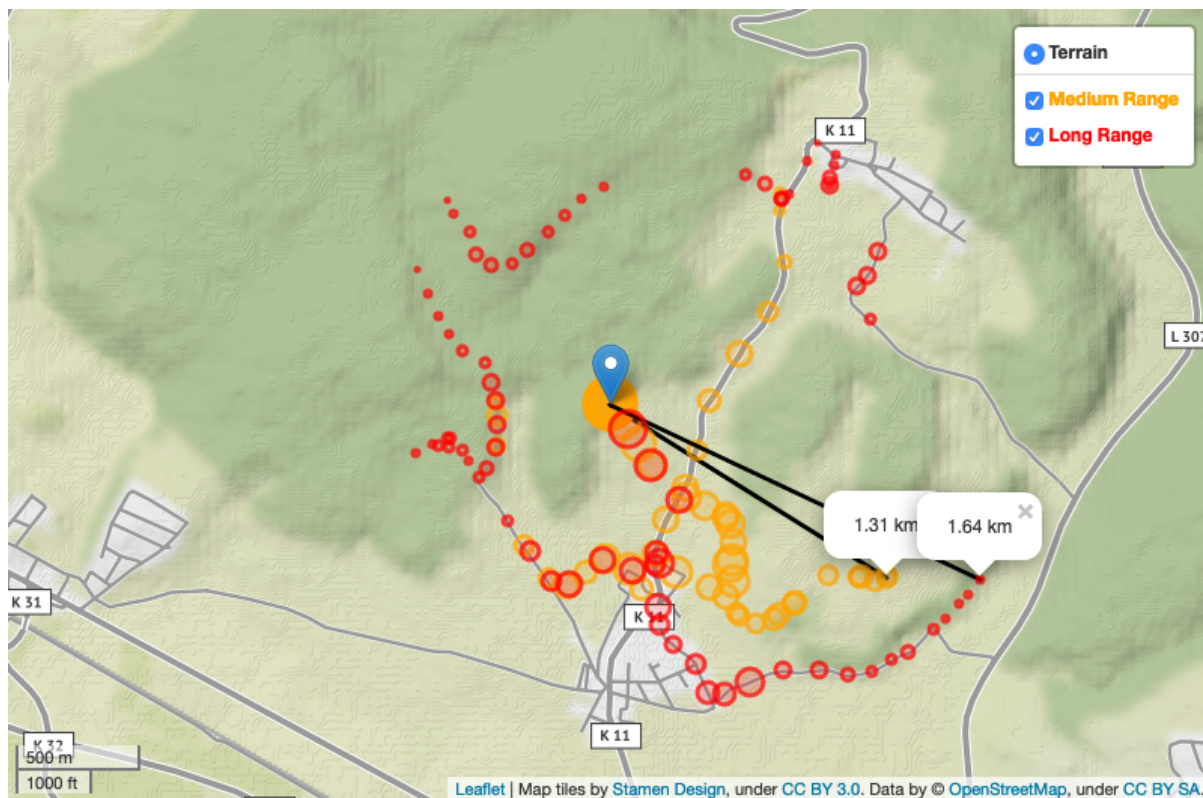 K 11
Terrain
Medium Range
Long Range
L 307
1.31 km
1.64 km
×
K 31
K 11
K 11
K 32
500 m
1000 ft
Leaflet | Map tiles by Stamen Design, under CC BY 3.0. Data by © OpenStreetMap, under CC BY SA